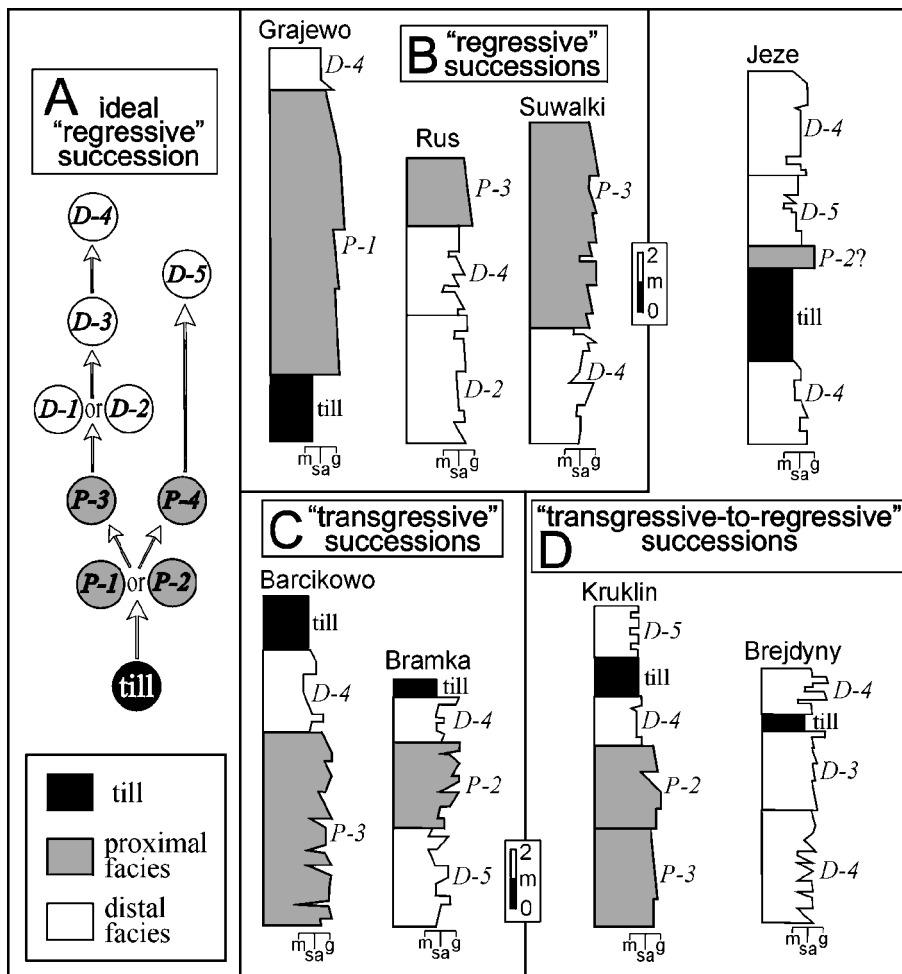 A
ideal
“regressive”
succession
D-4
D-5
D-3
D-1 or D-2
P-3
P-4
P-1 or P-2
till
till
proximal
facies
distal
facies
B “regressive”
successions
Grajewo
D-4
P-1
till
m sa g
Rus
P-3
D-4
D-2
m sa g
Suwalki
P-3
D-4
m sa g
2
m
0
Jeze
D-4
D-5
P-2?
till
D-4
m sa g
C “transgressive”
successions
Barcikowo
till
D-4
P-3
m sa g
Bramka
till
D-4
P-2
D-5
m sa g
2
m
0
“transgressive-to-regressive”
D successions
Kruklin
D-5
till
D-4
P-2
P-3
m sa g
Brejdyny
D-4
till
D-3
D-4
m sa g